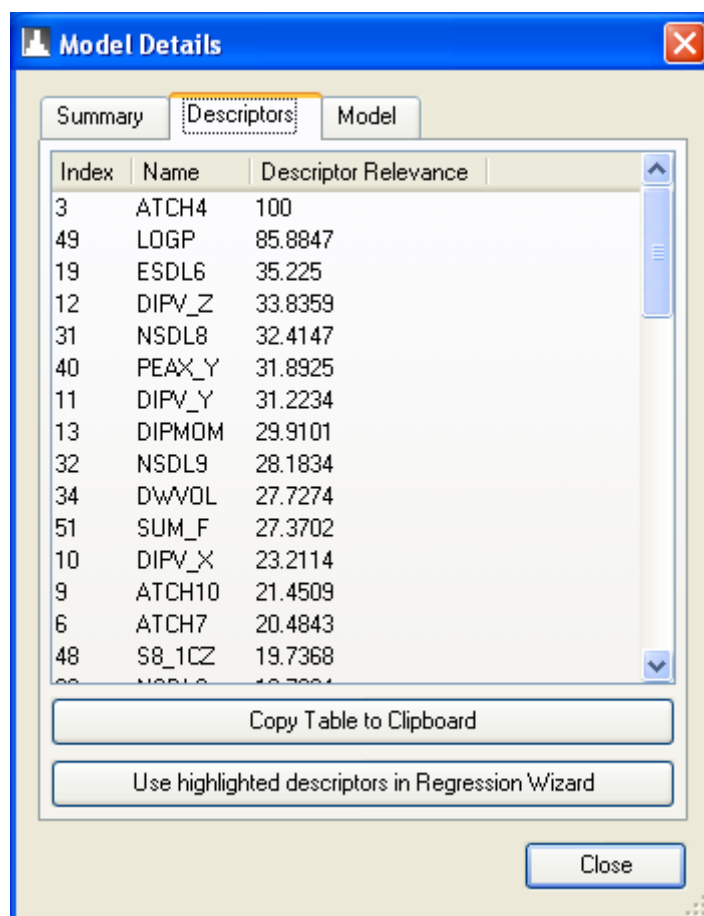 Model Details
Summary Descriptors Model
Index Name Descriptor Relevance
3 ATCH4 100
49 LOGP 85.8847
19 ESDL6 35.225
12 DIPV_Z 33.8359
31 NSDL8 32.4147
40 PEAX_Y 31.8925
11 DIPV_Y 31.2234
13 DIPMOM 29.9101
32 NSDL9 28.1834
34 DWVOL 27.7274
51 SUM_F 27.3702
10 DIPV_X 23.2114
9 ATCH10 21.4509
6 ATCH7 20.4843
48 S8_1CZ 19.7368
Copy Table to Clipboard
Use highlighted descriptors in Regression Wizard
Close